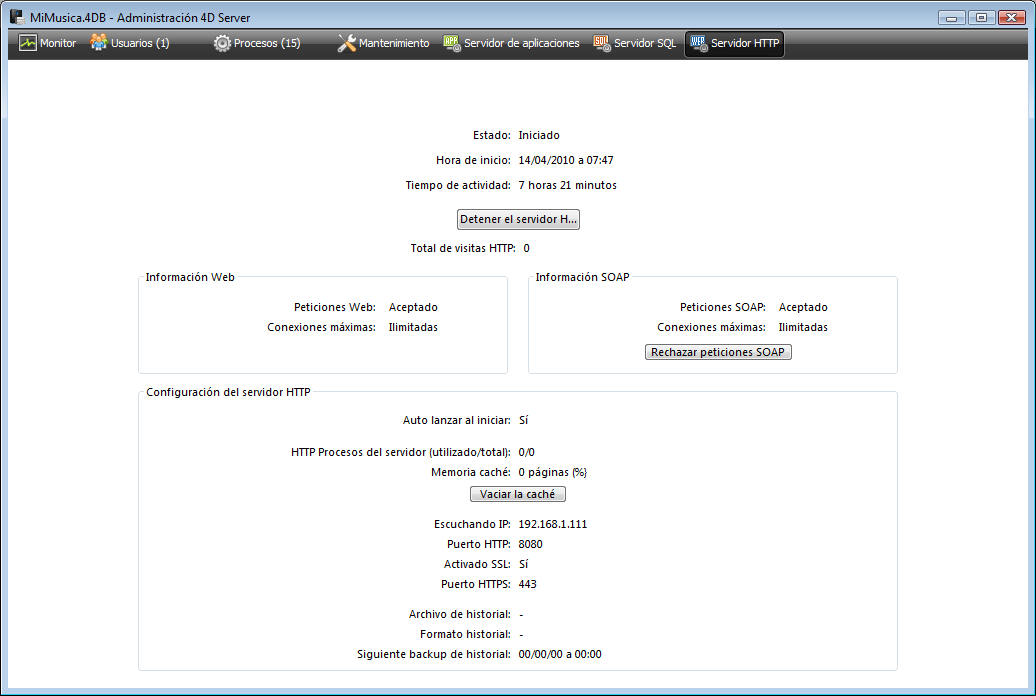 MiMusica.4DB - Administración 4D Server
Monitor Usuarios (1) Procesos (15) Mantenimiento APP Servidor de aplicaciones SQL Servidor SQL WEB Servidor HTTP
Estado: Iniciado
Hora de inicio: 14/04/2010 a 07:47
Tiempo de actividad: 7 horas 21 minutos
Detener el servidor H...
Total de visitas HTTP: 0
Información Web
Peticiones Web: Aceptado
Conexiones máximas: Ilimitadas
Información SOAP
Peticiones SOAP: Aceptado
Conexiones máximas: Ilimitadas
Rechazar peticiones SOAP
Configuración del servidor HTTP
Auto lanzar al iniciar: Sí
HTTP Procesos del servidor (utilizado/total): 0/0
Memoria caché: 0 páginas (%)
Vaciar la caché
Escuchando IP: 192.168.1.111
Puerto HTTP: 8080
Activado SSL: Sí
Puerto HTTPS: 443
Archivo de historial: -
Formato historial: -
Siguiente backup de historial: 00/00/00 a 00:00